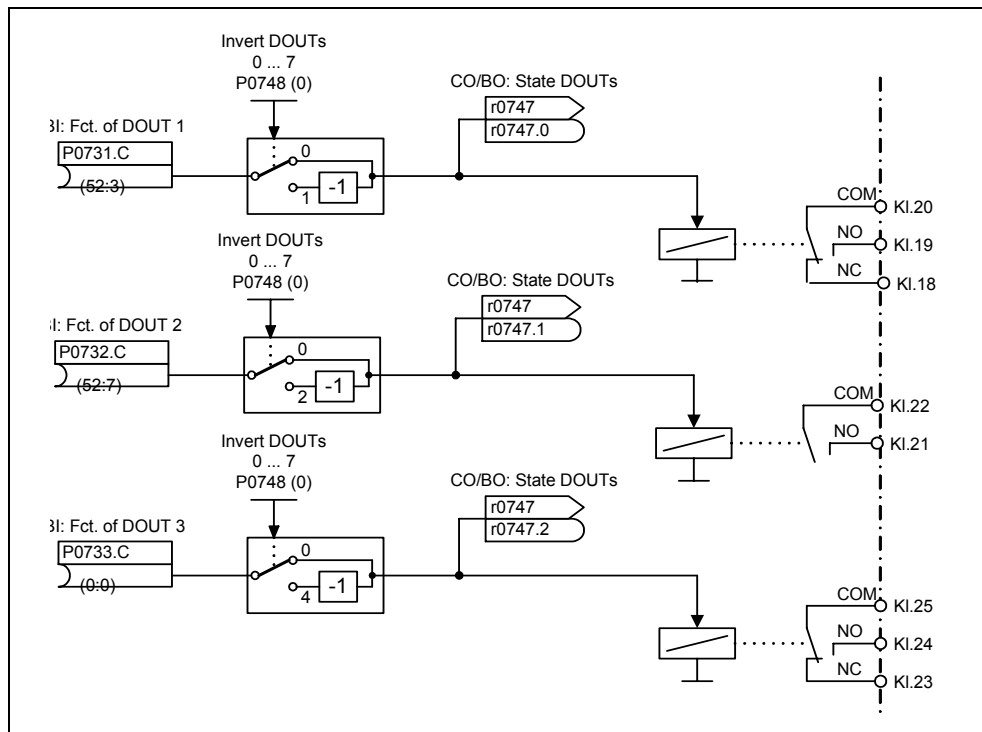 Invert DOUTs
0 ... 7
P0748 (0)
CO/BO: State DOUTs
r0747
r0747.0
BI: Fct. of DOUT 1
P0731.C
(52:3)
0
1
-1
COM
Kl.20
NO
Kl.19
NC
Kl.18
Invert DOUTs
0 ... 7
P0748 (0)
CO/BO: State DOUTs
r0747
r0747.1
BI: Fct. of DOUT 2
P0732.C
(52:7)
0
2
-1
COM
Kl.22
NO
Kl.21
Invert DOUTs
0 ... 7
P0748 (0)
CO/BO: State DOUTs
r0747
r0747.2
BI: Fct. of DOUT 3
P0733.C
(0:0)
0
4
-1
COM
Kl.25
NO
Kl.24
NC
Kl.23